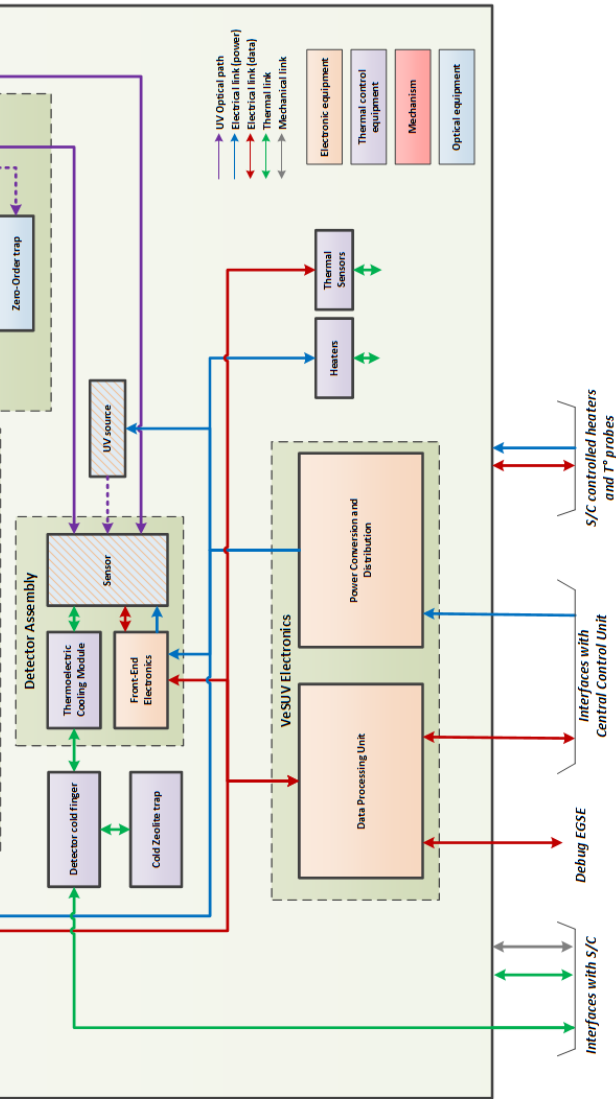 Zero-Order trap
UV source
Detector Assembly
Sensor
Thermoelectric
Cooling Module
Front-End
Electronics
Detector cold finger
Cold Zeolite trap
UV Optical path
Electrical link (power)
Electrical link (data)
Thermal link
Mechanical link
Electronic equipment
Thermal control
equipment
Mechanism
Optical equipment
Thermal
Sensors
Heaters
VeSUV Electronics
Power Conversion and
Distribution
Data Processing Unit
Interfaces with S/C
Debug EGSE
Interfaces with
Central Control Unit
S/C controlled heaters
and T° probes